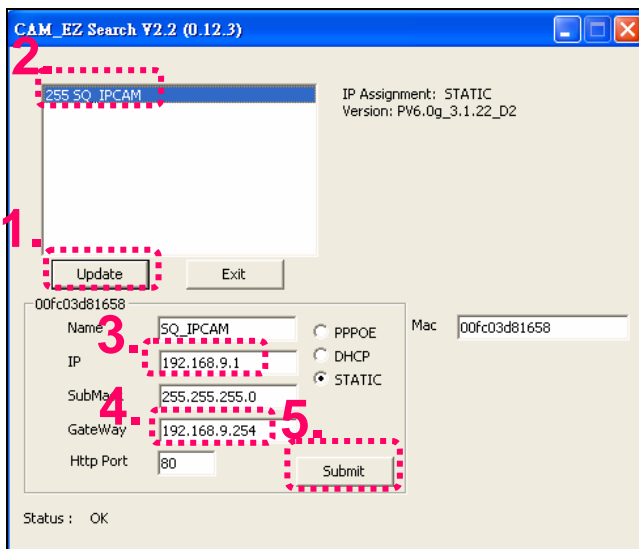 CAM_EZ Search V2.2 (0.12.3)
2.
255 SQ_IPCAM
IP Assignment: STATIC
Version: PV6.0g_3.1.22_D2
1.
Update
Exit
00fc03d81658
Name
SQ_IPCAM
PPPOE
Mac
00fc03d81658
3.
IP
192.168.9.1
DHCP
STATIC
SubMa
255.255.255.0
4.
GateWay
192.168.9.254
5.
Http Port
80
Submit
Status : OK